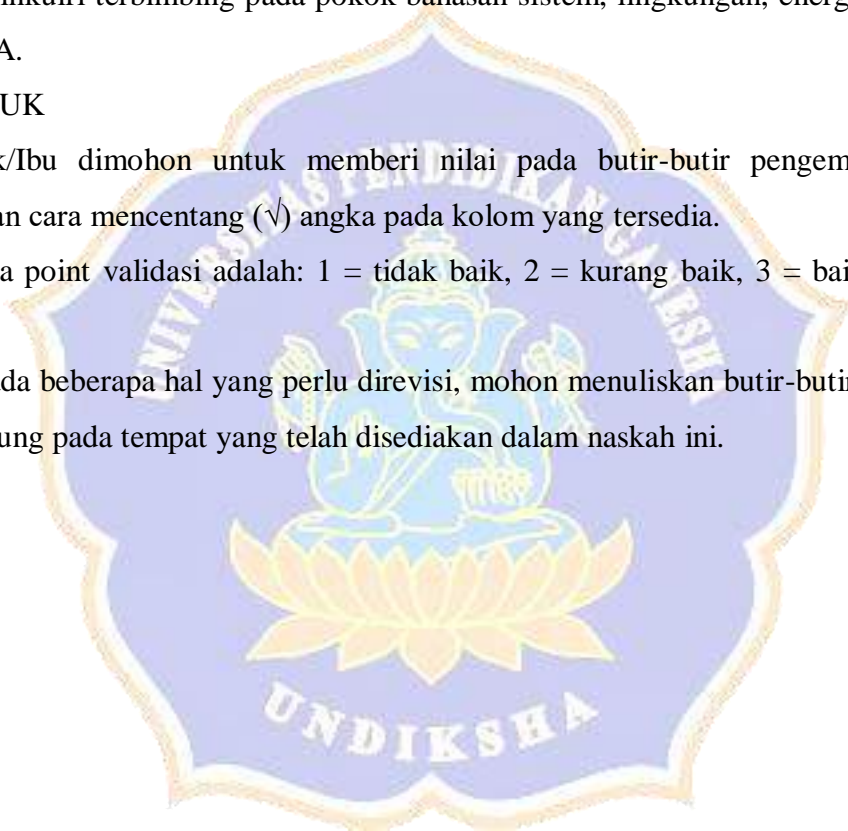 inkuiri terbimbing pada pokok bahasan sistem, lingkungan, energ
A.
UK
k/Ibu dimohon untuk memberi nilai pada butir-butir pengem
an cara mencentang (√) angka pada kolom yang tersedia.
a point validasi adalah: 1 = tidak baik, 2 = kurang baik, 3 = bai
da beberapa hal yang perlu direvisi, mohon menuliskan butir-butir
ung pada tempat yang telah disediakan dalam naskah ini.
UNIVERSITAS PENDIDIKAN GANESHA
UNDIKSHA